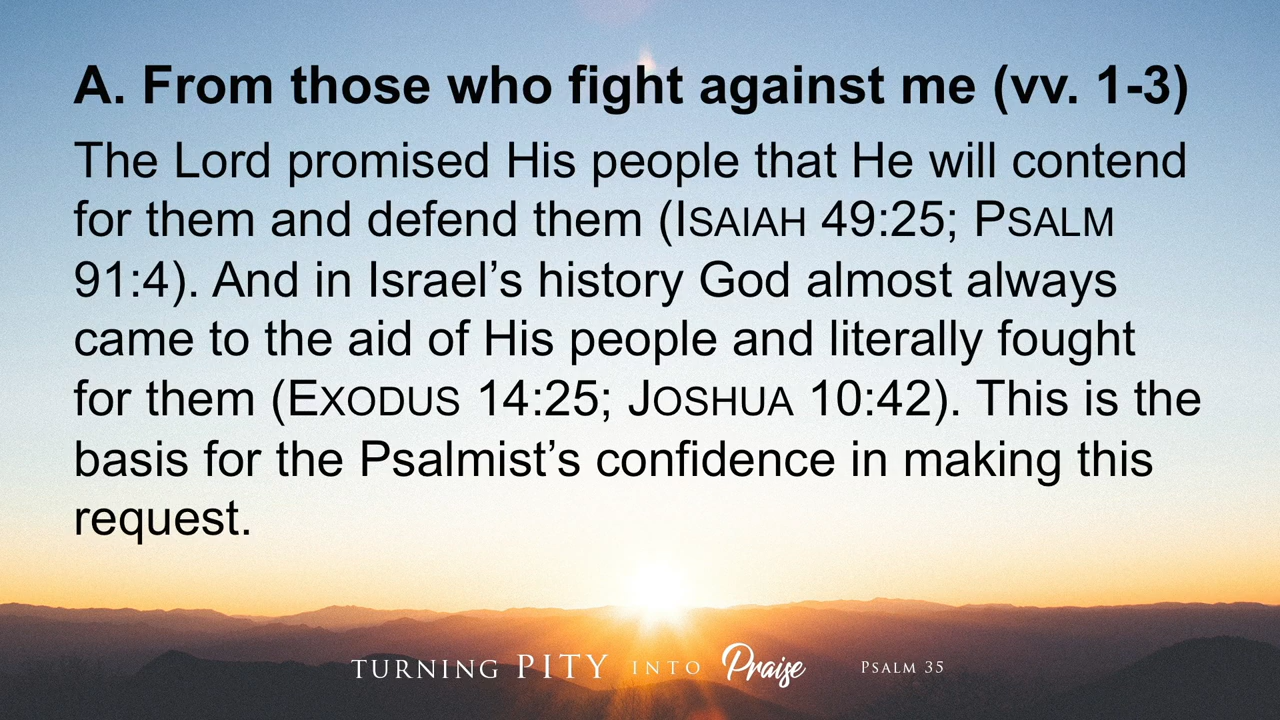 A. From those who fight against me (vv. 1-3)
The Lord promised His people that He will contend
for them and defend them (ISAIAH 49:25; PSALM
91:4). And in Israel’s history God almost always
came to the aid of His people and literally fought
for them (EXODUS 14:25; JOSHUA 10:42). This is the
basis for the Psalmist’s confidence in making this
request.
TURNING PITY INTO Praise PSALM 35